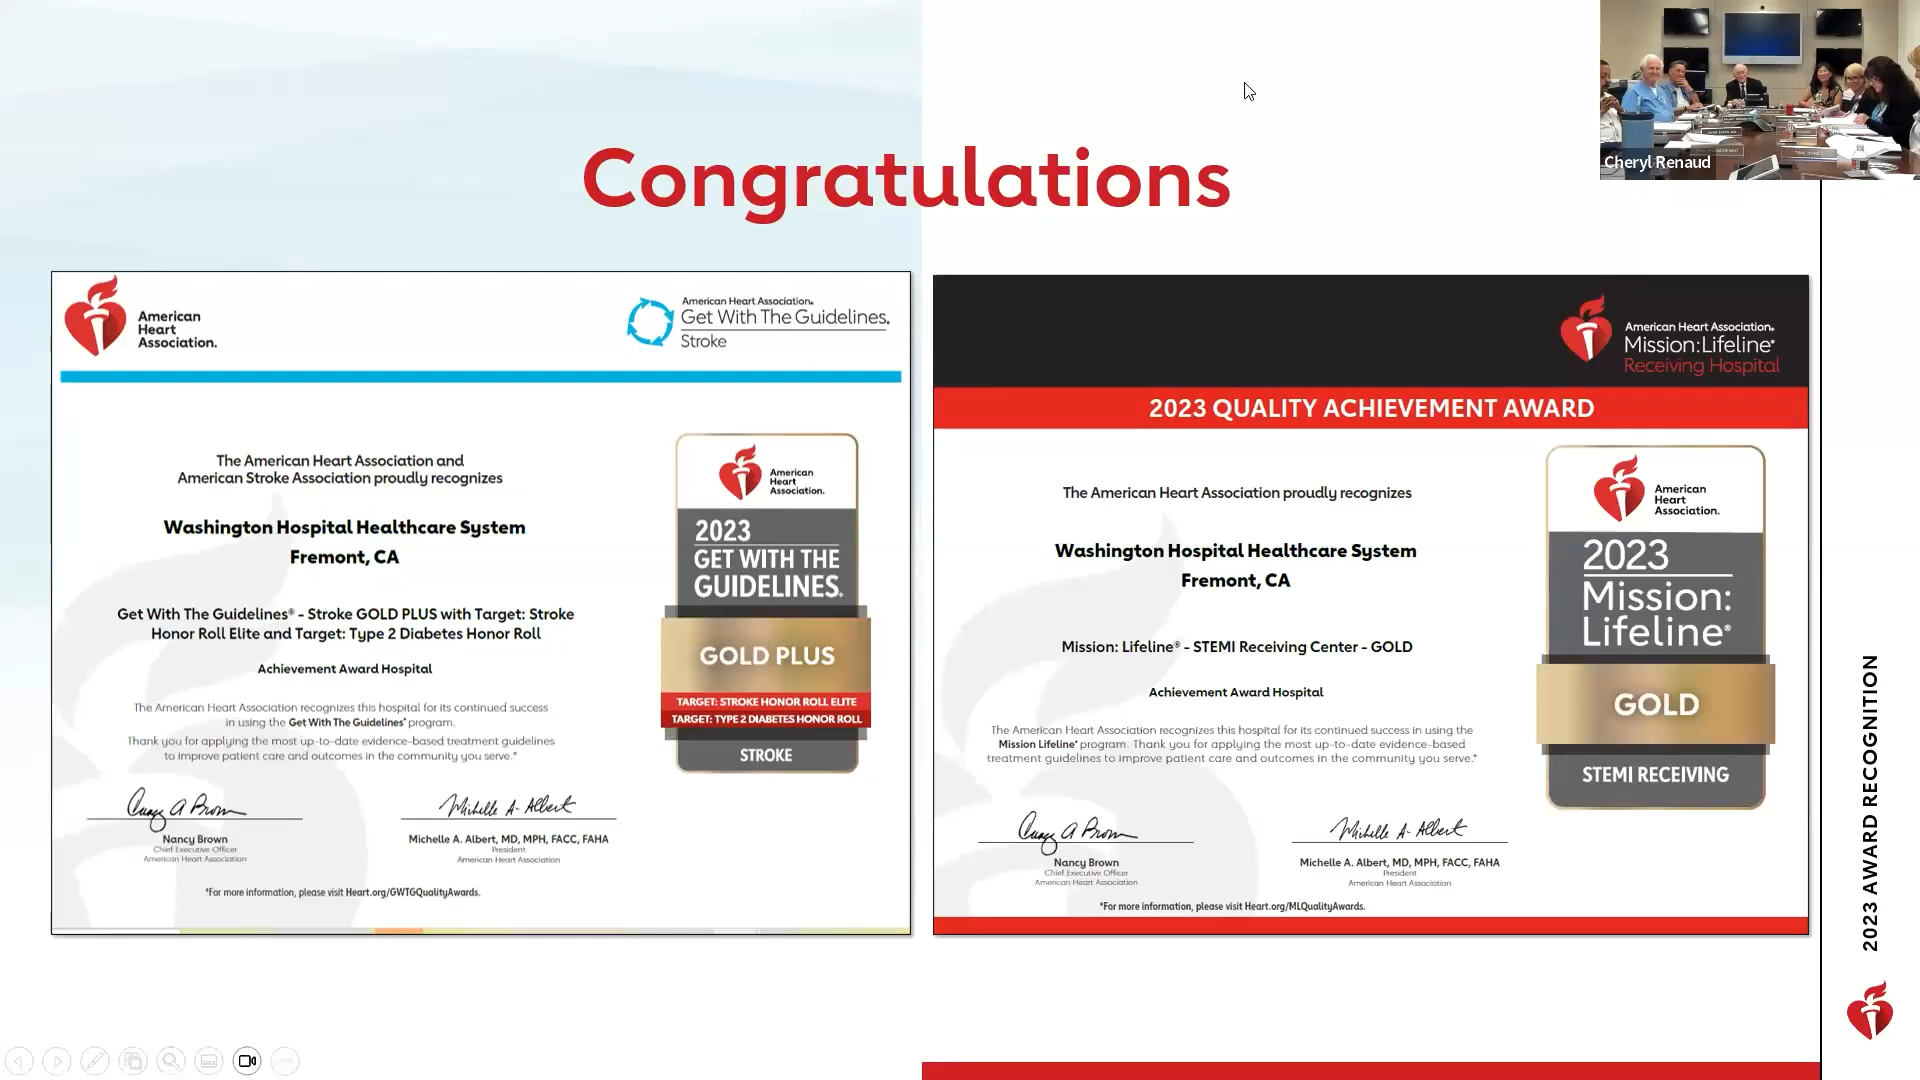 Cheryl Renaud
Congratulations
American
Heart
Association.
American Heart Association.
Get With The Guidelines.
Stroke
The American Heart Association and
American Stroke Association proudly recognizes
Washington Hospital Healthcare System
Fremont, CA
Get With The Guidelines® - Stroke GOLD PLUS with Target: Stroke
Honor Roll Elite and Target: Type 2 Diabetes Honor Roll
Achievement Award Hospital
The American Heart Association recognizes this hospital for its continued success
in using the Get With The Guidelines® program.
Thank you for applying the most up-to-date evidence-based treatment guidelines
to improve patient care and outcomes in the community you serve.*
Nancy Brown
Chief Executive Officer
American Heart Association
Michelle A. Albert
Michelle A. Albert, MD, MPH, FACC, FAHA
President
American Heart Association
*For more information, please visit Heart.org/GWTGQualityAwards.
American
Heart
Association.
2023
GET WITH THE
GUIDELINES.
GOLD PLUS
TARGET: STROKE HONOR ROLL ELITE
TARGET: TYPE 2 DIABETES HONOR ROLL
STROKE
American Heart Association.
Mission:Lifeline®
Receiving Hospital
2023 QUALITY ACHIEVEMENT AWARD
The American Heart Association proudly recognizes
Washington Hospital Healthcare System
Fremont, CA
Mission: Lifeline® - STEMI Receiving Center - GOLD
Achievement Award Hospital
The American Heart Association recognizes this hospital for its continued success in using the
Mission Lifeline® program. Thank you for applying the most up-to-date evidence-based
treatment guidelines to improve patient care and outcomes in the community you serve.*
Nancy Brown
Chief Executive Officer
American Heart Association
Michelle A. Albert
Michelle A. Albert, MD, MPH, FACC, FAHA
President
American Heart Association
*For more information, please visit Heart.org/MLQualityAwards.
American
Heart
Association.
2023
Mission:
Lifeline®
GOLD
STEMI RECEIVING
2023 AWARD RECOGNITION